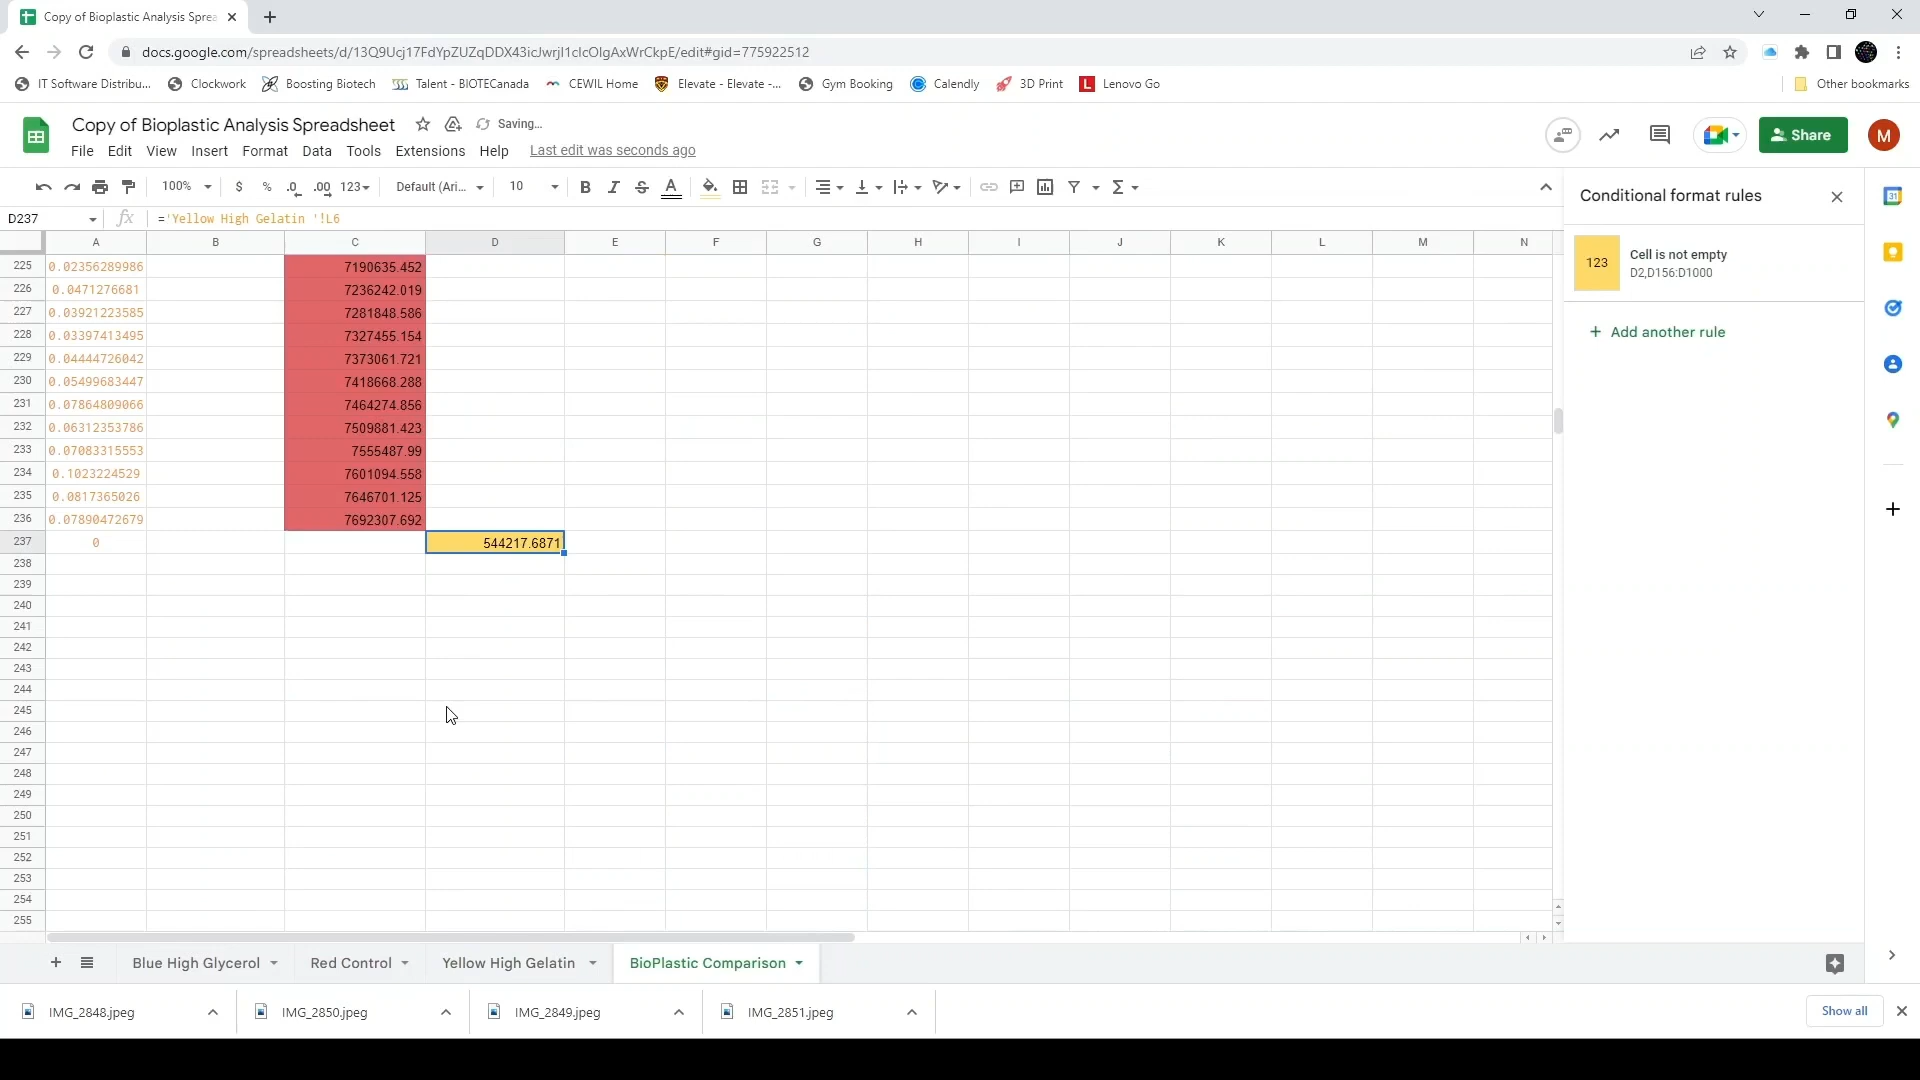 Copy of Bioplastic Analysis Sprea
docs.google.com/spreadsheets/d/13Q9Ucj17FdYpZUZqDDX43icJwrjI1clcOIgAxWrCkpE/edit#gid=775922512
IT Software Distribu... Clockwork Boosting Biotech Talent - BIOTECanada CEWIL Home Elevate - Elevate -... Gym Booking Calendly 3D Print Lenovo Go Other bookmarks
Copy of Bioplastic Analysis Spreadsheet Saving...
File Edit View Insert Format Data Tools Extensions Help Last edit was seconds ago
Share M
100% $ % .0 .00 123 Default (Ari... 10 B I S A
D237 fx ='Yellow High Gelatin '!L6
A B C D E F G H I J K L M N
225 0.02356289986 7190635.452
226 0.0471276681 7236242.019
227 0.03921223585 7281848.586
228 0.03397413495 7327455.154
229 0.04444726042 7373061.721
230 0.05499683447 7418668.288
231 0.07864809066 7464274.856
232 0.06312353786 7509881.423
233 0.07083315553 7555487.99
234 0.1023224529 7601094.558
235 0.0817365026 7646701.125
236 0.07890472679 7692307.692
237 0 544217.6871
238
239
240
241
242
243
244
245
246
247
248
249
250
251
252
253
254
255
Conditional format rules
123 Cell is not empty
D2,D156:D1000
+ Add another rule
31
Blue High Glycerol Red Control Yellow High Gelatin BioPlastic Comparison
IMG_2848.jpeg IMG_2850.jpeg IMG_2849.jpeg IMG_2851.jpeg Show all